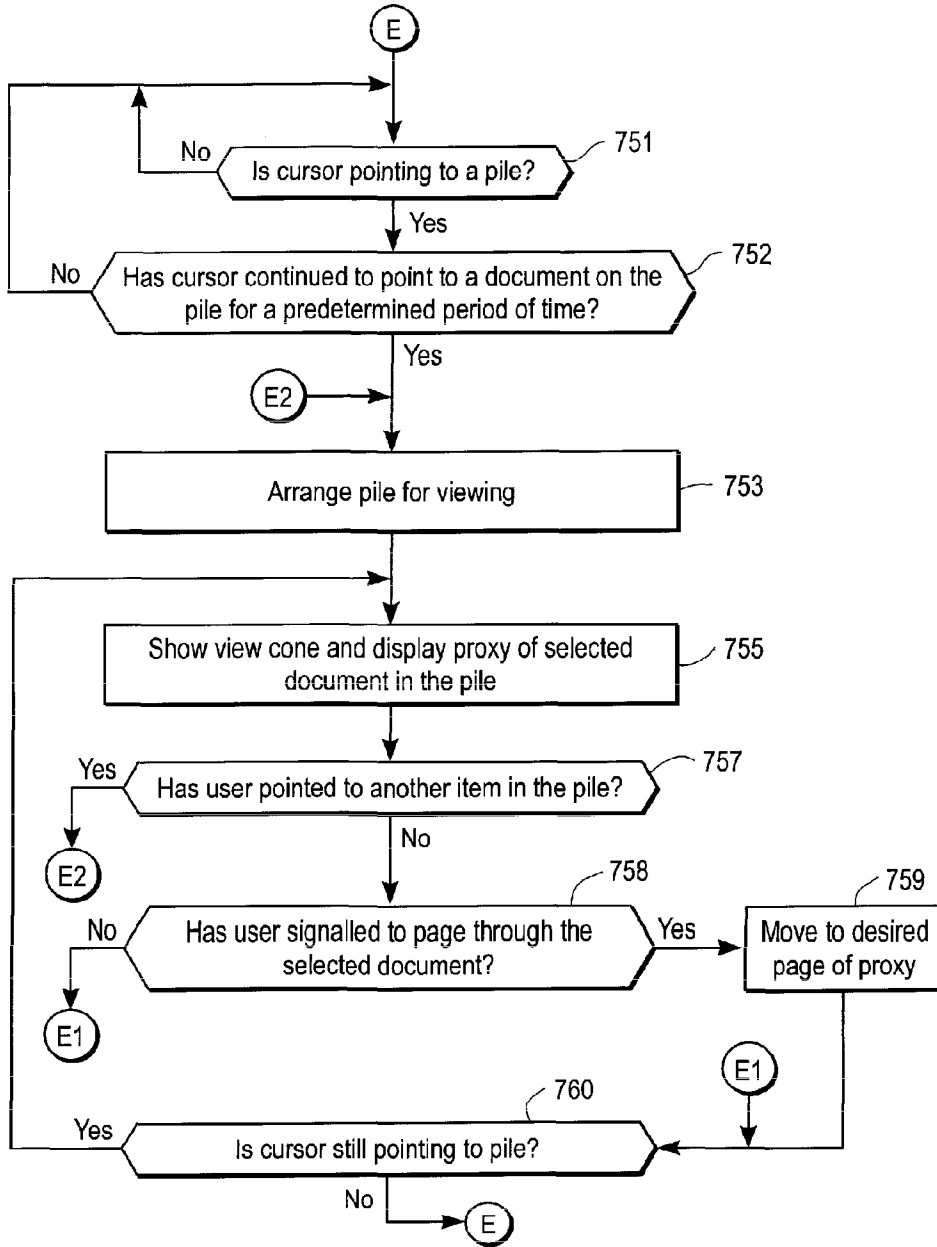 E
No
Is cursor pointing to a pile?
751
Yes
No
Has cursor continued to point to a document on the
pile for a predetermined period of time?
752
Yes
E2
Arrange pile for viewing
753
Show view cone and display proxy of selected
document in the pile
755
Yes
Has user pointed to another item in the pile?
757
E2
No
758
759
No
Has user signalled to page through the
selected document?
Yes
Move to desired
page of proxy
E1
E1
760
Yes
Is cursor still pointing to pile?
No
E